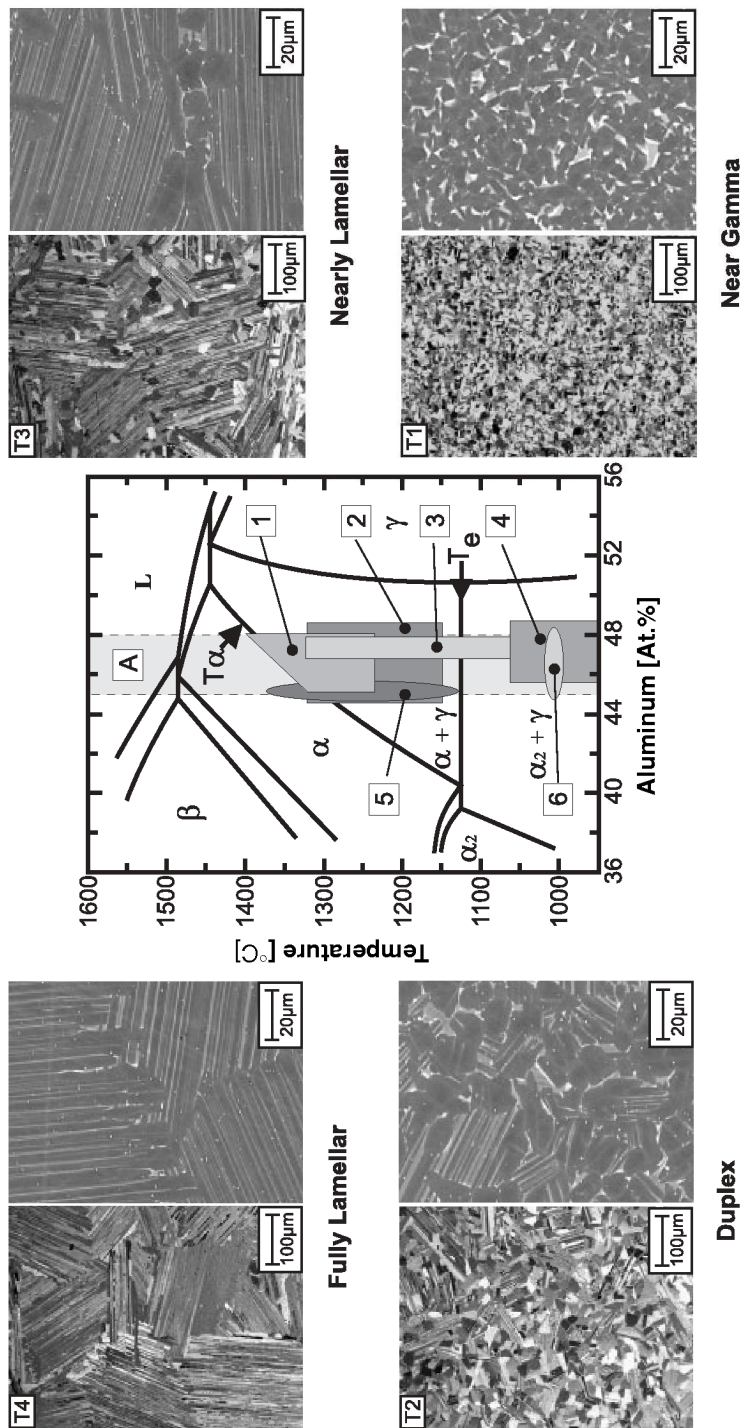 T4
100µm
20µm
Fully Lamellar
T2
100µm
20µm
Duplex
Temperature [°C]
1600
1500
1400
1300
1200
1100
1000
A
L
β
α
Tα
γ
α + γ
Te
α2
α2 + γ
1
2
3
4
5
6
36
40
44
48
52
56
Aluminum [At.%]
T3
100µm
20µm
Nearly Lamellar
T1
100µm
20µm
Near Gamma